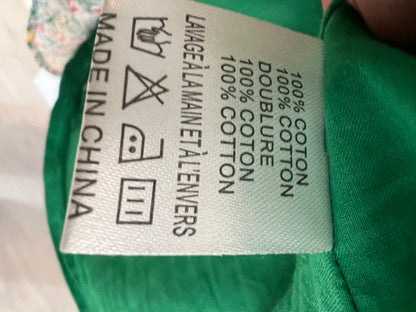 100% COTON
100% COTTON
DOUBLURE
100% COTON
100% COTTON
LAVAGE À LA MAIN ET À L'ENVERS
MADE IN CHINA